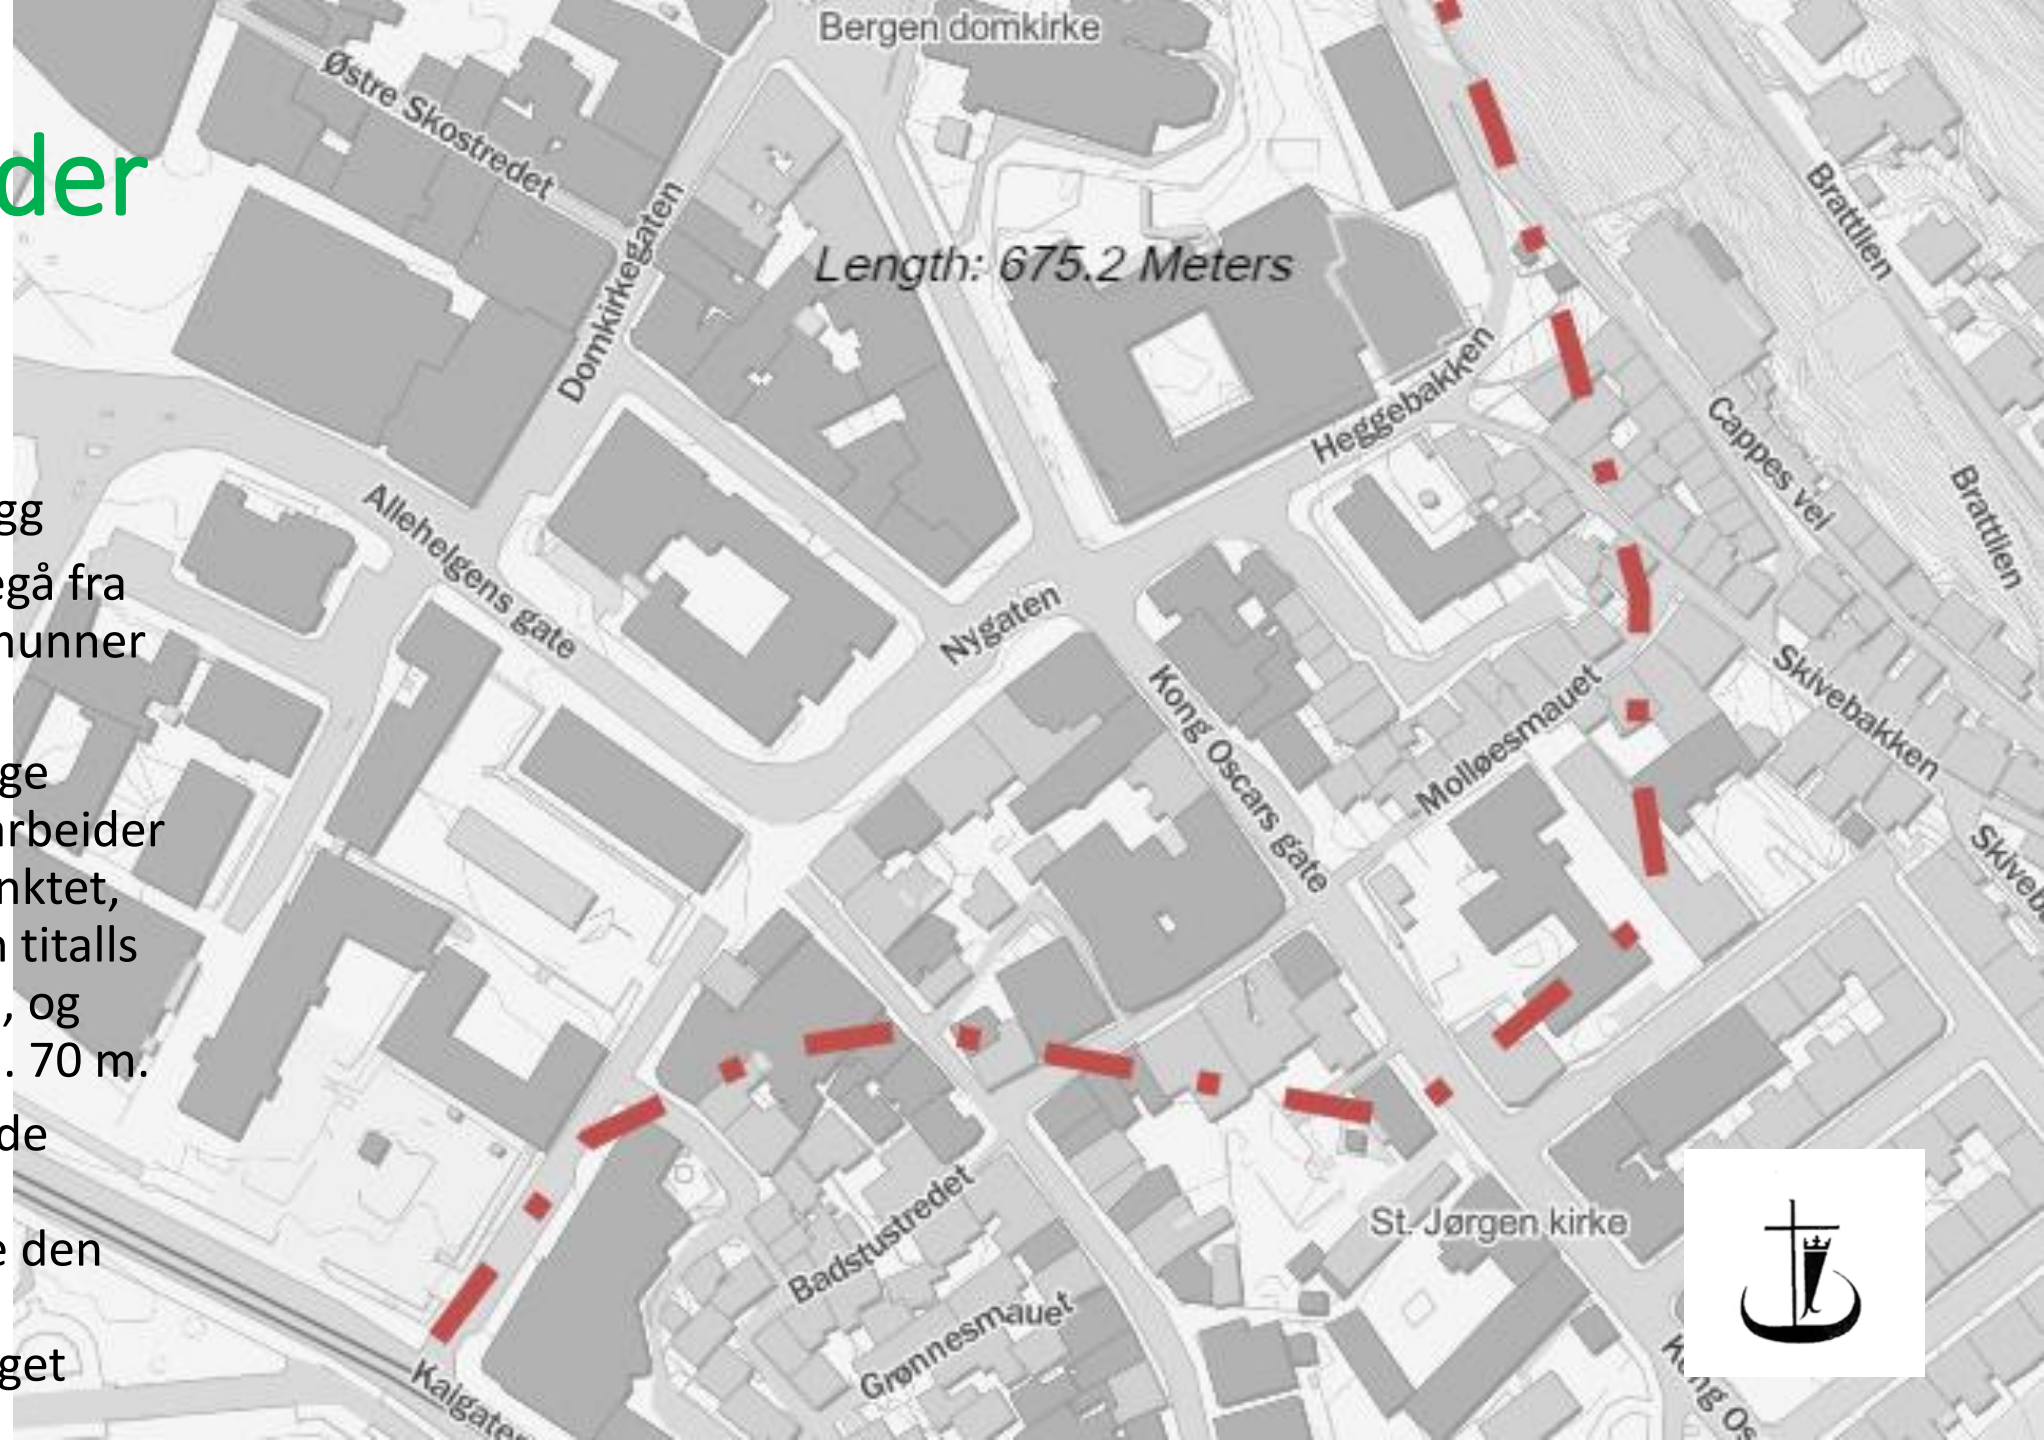 der
gg
egå fra
nunner
ge
arbeider
nktet,
n titalls
, og
. 70 m.
de
e den
get
Bergen domkirke
Østre Skostredet
Domkirkegaten
Length: 675.2 Meters
Brattlien
Heggebakken
Cappes vei
Brattlien
Allehelgens gate
Nygaten
Kong Oscars gate
Molløesmauet
Skivebakken
Skiveb
St. Jørgen kirke
Badstustredet
Grønnesmauet
Kalgaten
Kong Os